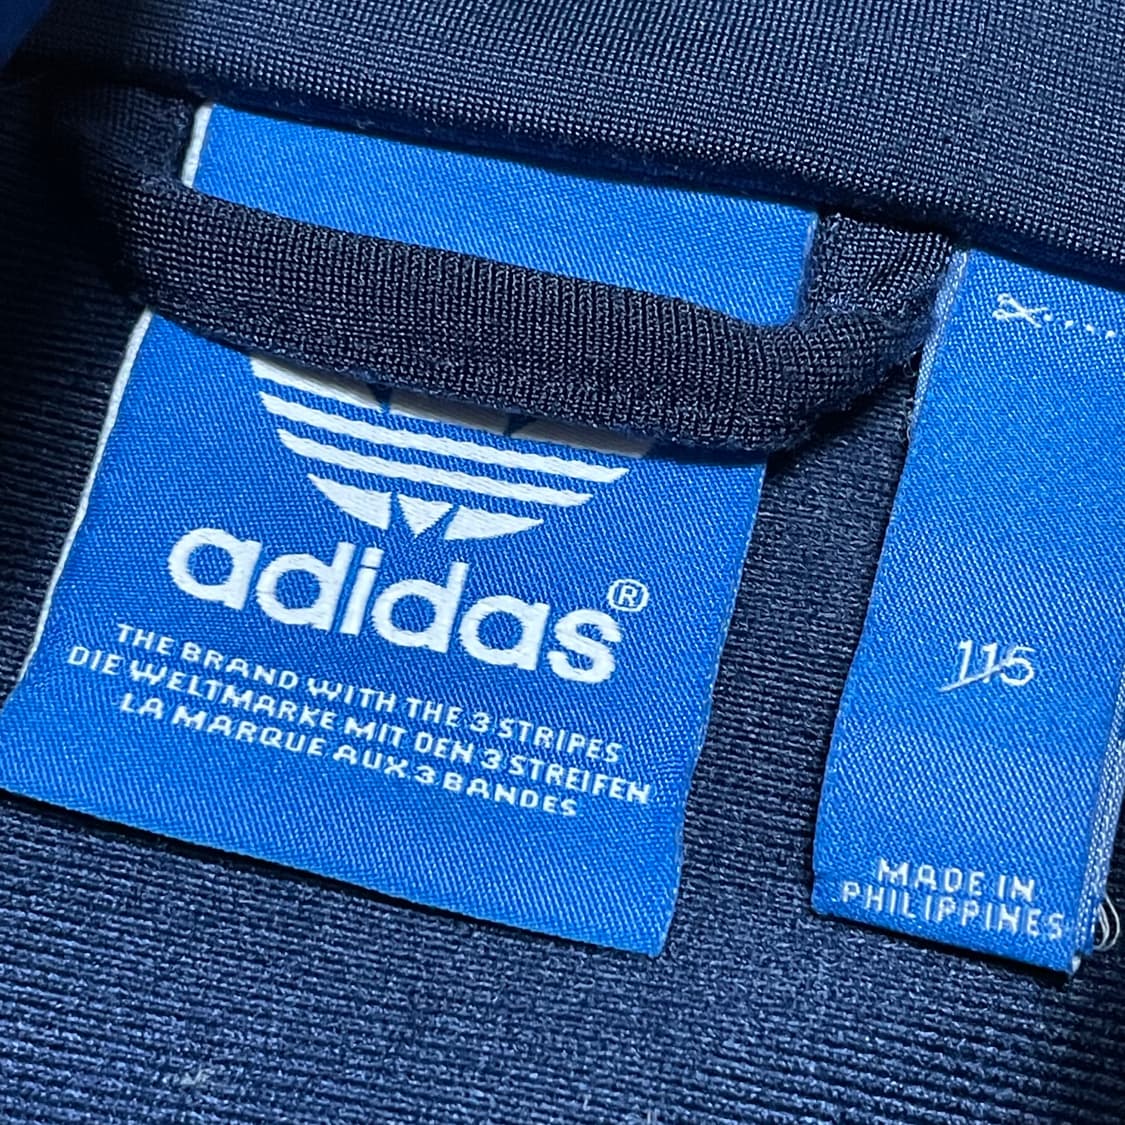 adidas®
THE BRAND WITH THE 3 STRIPES
DIE WELTMARKE MIT DEN 3 STREIFEN
LA MARQUE AUX 3 BANDES
115
MADE IN
PHILIPPINES